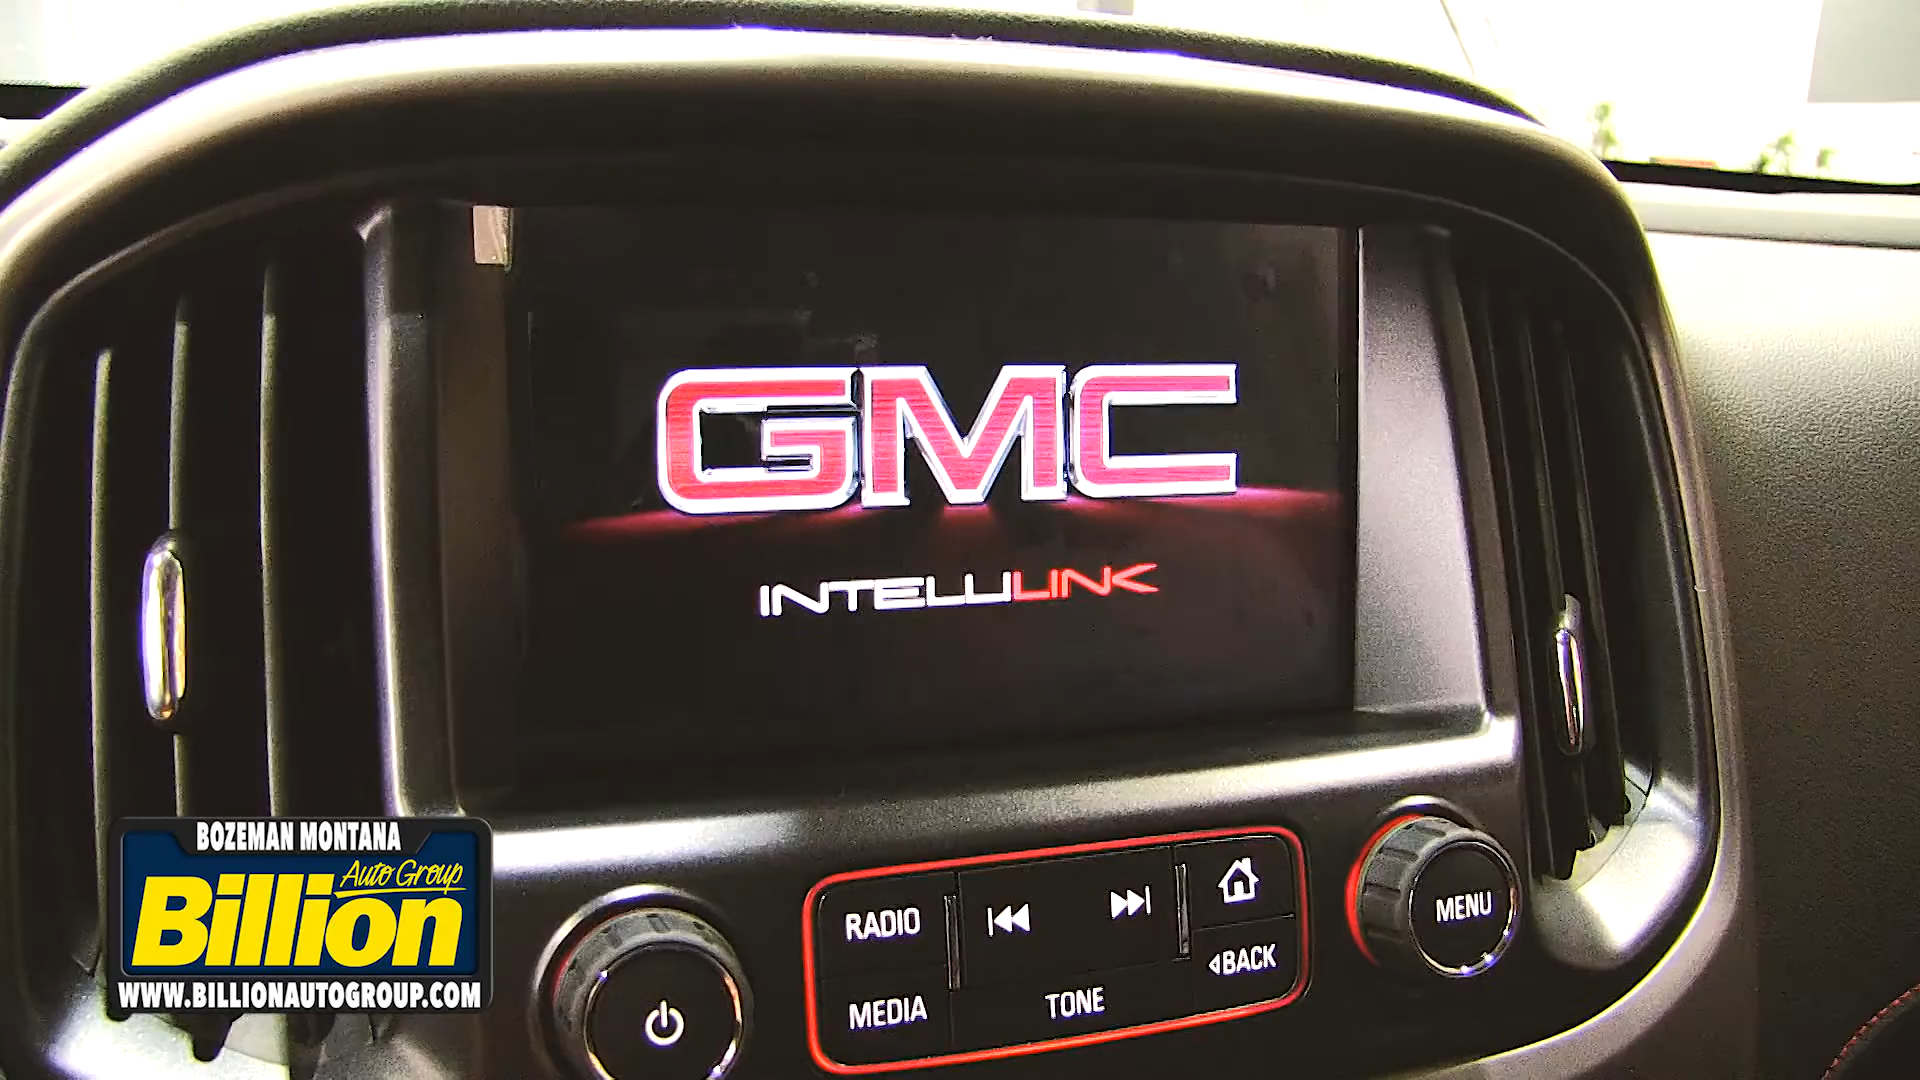 GMC
INTELLILINK
RADIO
MEDIA
TONE
BACK
MENU
BOZEMAN MONTANA
Auto Group
Billion
WWW.BILLIONAUTOGROUP.COM